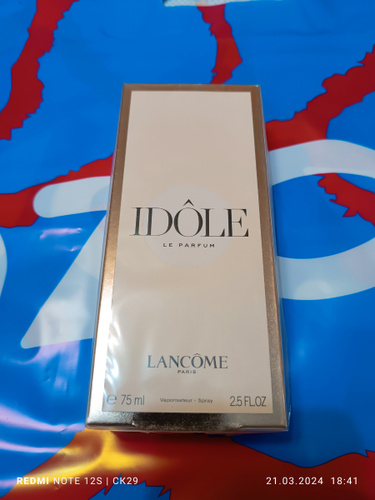 IDÔLE
LE PARFUM
LANCÔME
PARIS
e 75 ml Vaporisateur - Spray 2.5 FL.OZ
REDMI NOTE 12S | CK29 21.03.2024 18:41